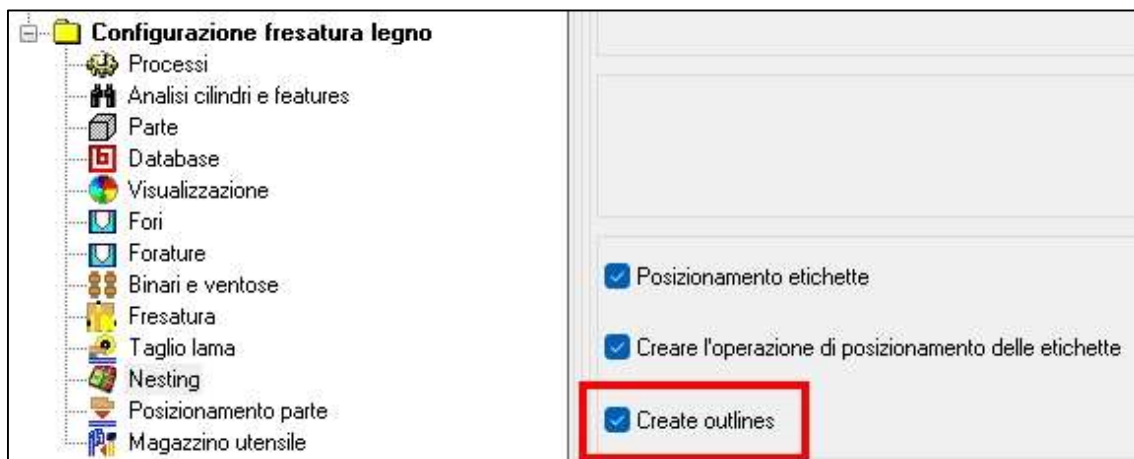 Configurazione fresatura legno
Processi
Analisi cilindri e features
Parte
Database
Visualizzazione
Fori
Forature
Binari e ventose
Fresatura
Taglio lama
Nesting
Posizionamento parte
Magazzino utensile
Posizionamento etichette
Creare l'operazione di posizionamento delle etichette
Create outlines